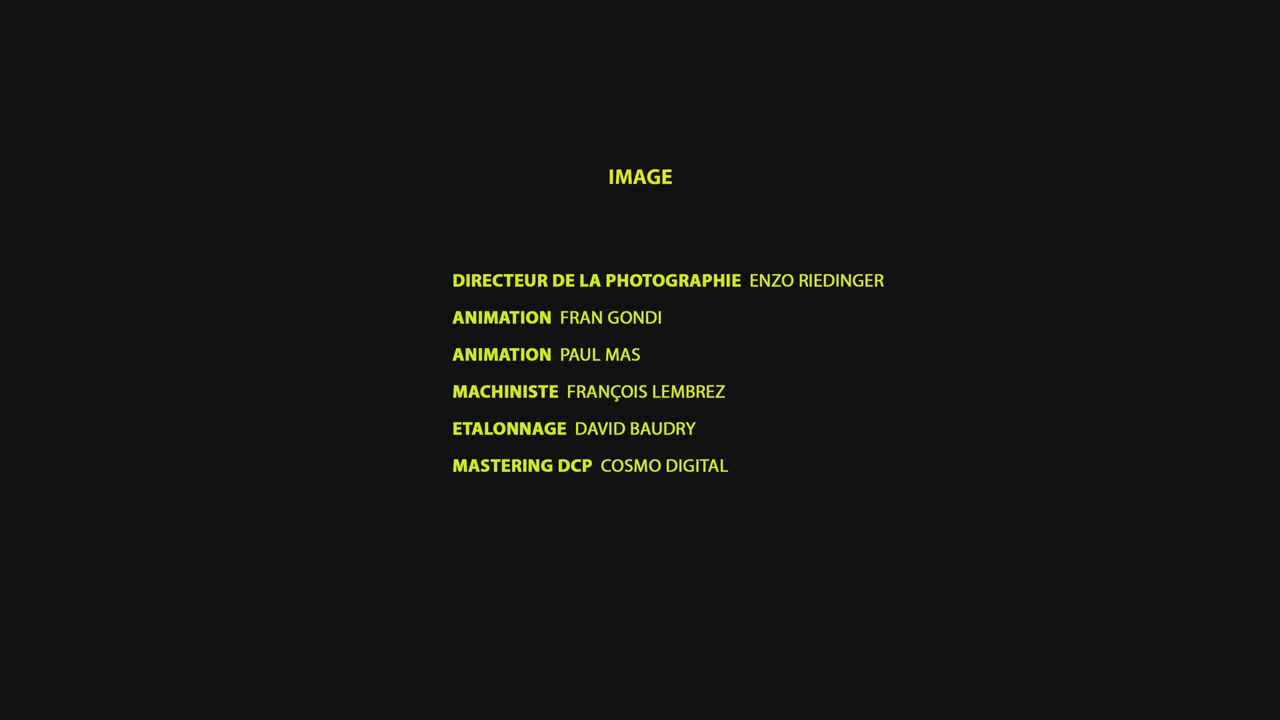 IMAGE
DIRECTEUR DE LA PHOTOGRAPHIE ENZO RIEDINGER
ANIMATION FRAN GONDI
ANIMATION PAUL MAS
MACHINISTE FRANÇOIS LEMBREZ
ETALONNAGE DAVID BAUDRY
MASTERING DCP COSMO DIGITAL